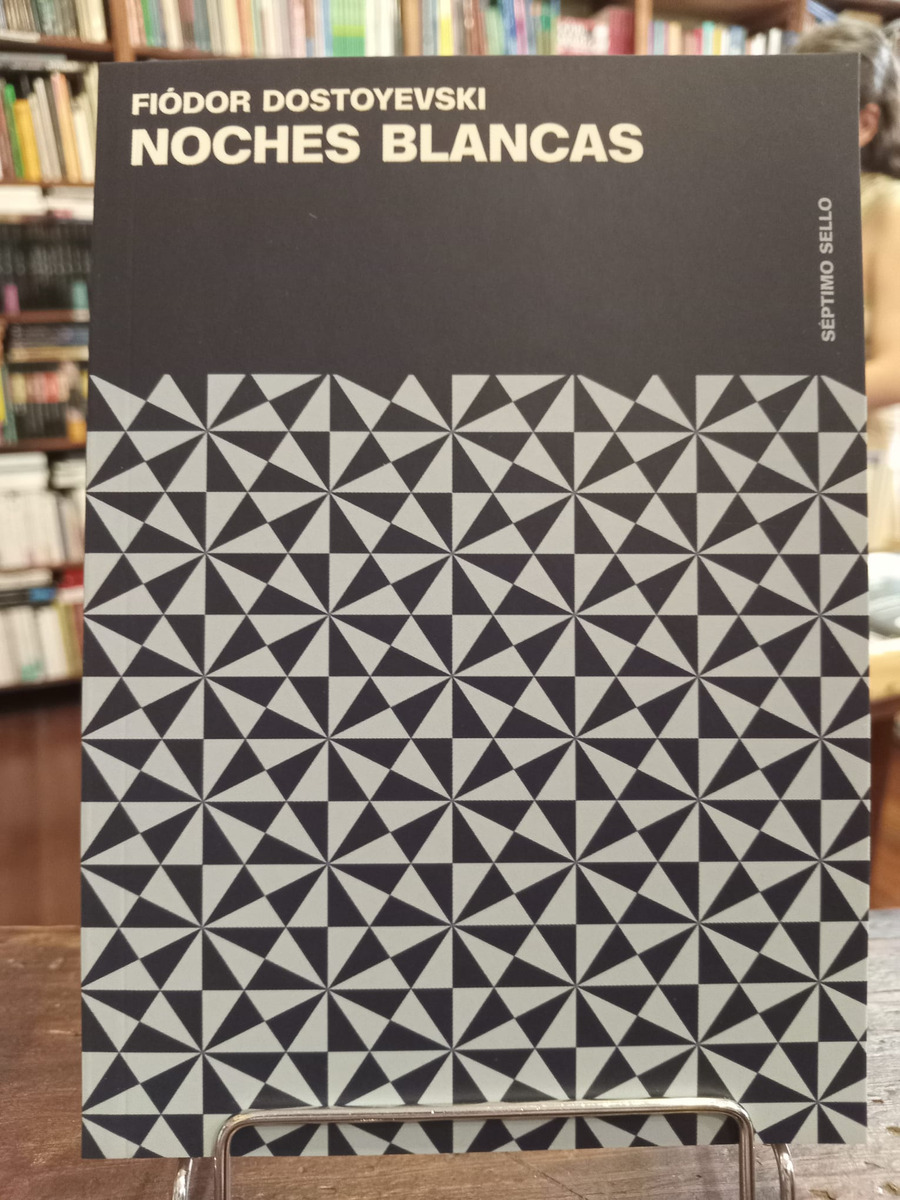 FIÓDOR DOSTOYEVSKI
NOCHES BLANCAS
SÉPTIMO SELLO